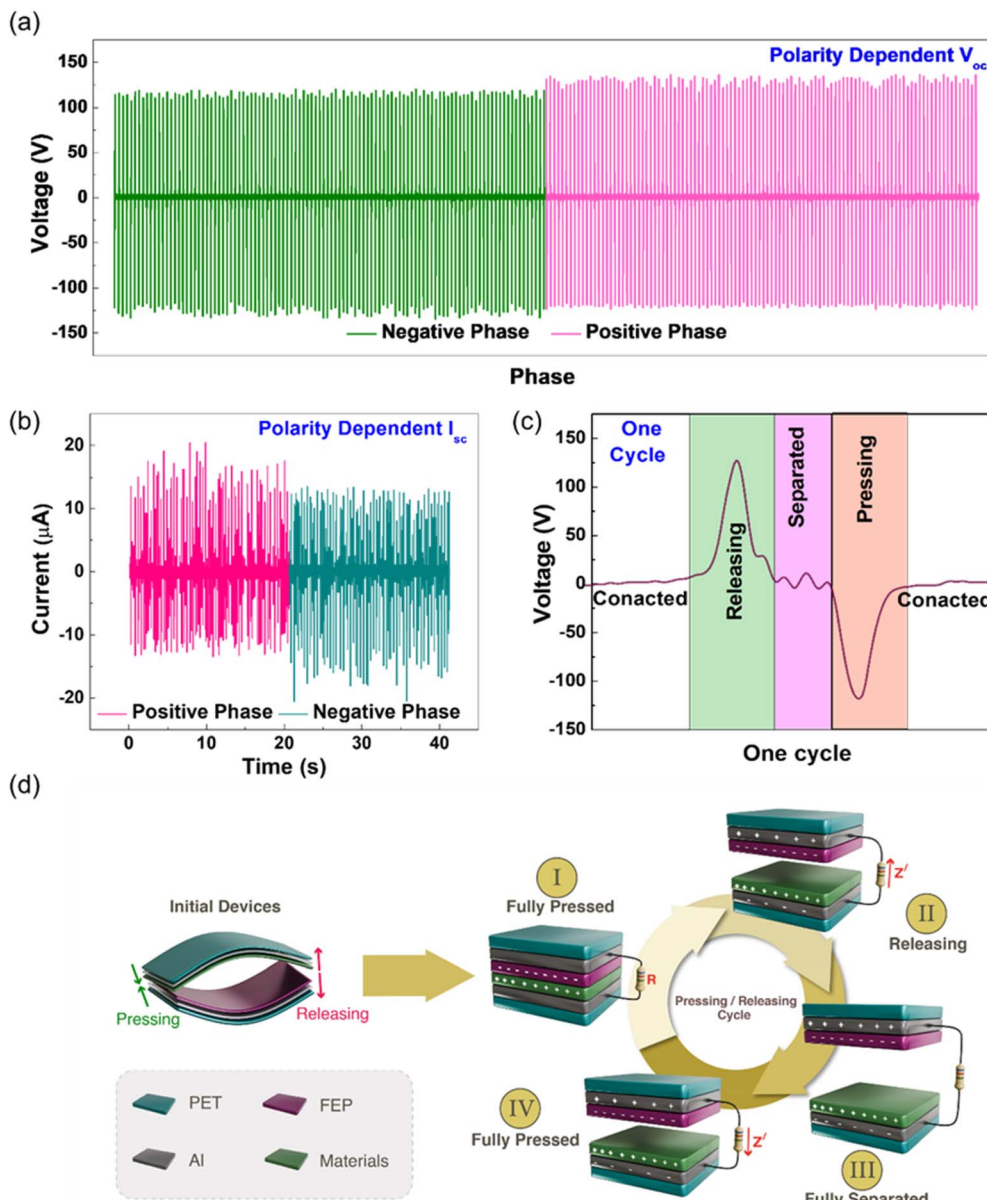 (a)
Polarity Dependent Voc
Voltage (V)
150
100
50
0
-50
-100
-150
Negative Phase
Positive Phase
Phase
(b)
Polarity Dependent Isc
Current (μA)
20
10
0
-10
-20
Positive Phase
Negative Phase
0
10
20
30
40
Time (s)
(c)
One
Cycle
Voltage (V)
150
100
50
0
-50
-100
-150
Conacted
Releasing
Separated
Pressing
Conacted
One cycle
(d)
Initial Devices
Pressing
Releasing
I
Fully Pressed
R
Z'
II
Releasing
Pressing / Releasing
Cycle
IV
Fully Pressed
Z'
III
Fully Separated
PET
FEP
Al
Materials